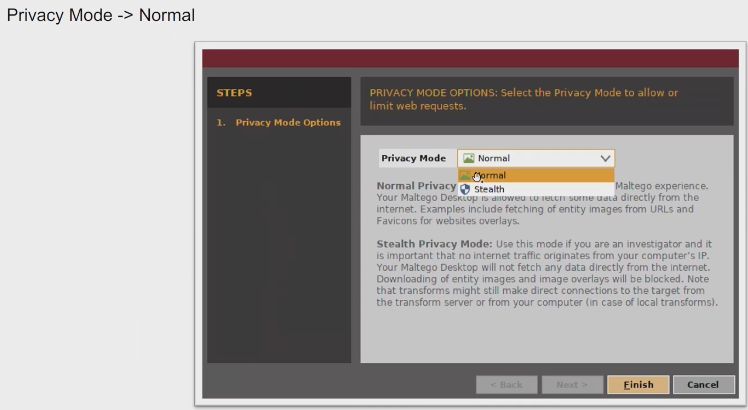 Privacy Mode -> Normal
STEPS
1. Privacy Mode Options
PRIVACY MODE OPTIONS: Select the Privacy Mode to allow or
limit web requests.
Privacy Mode
Normal
Normal
Stealth
Normal Privacy Maltego experience.
Your Maltego Desktop is allowed to fetch some data directly from the
internet. Examples include fetching of entity images from URLs and
Favicons for websites overlays.
Stealth Privacy Mode: Use this mode if you are an investigator and it
is important that no internet traffic originates from your computer's IP.
Your Maltego Desktop will not fetch any data directly from the internet.
Downloading of entity images and image overlays will be blocked. Note
that transforms might still make direct connections to the target from
the transform server or from your computer (in case of local transforms).
< Back
Next >
Finish
Cancel